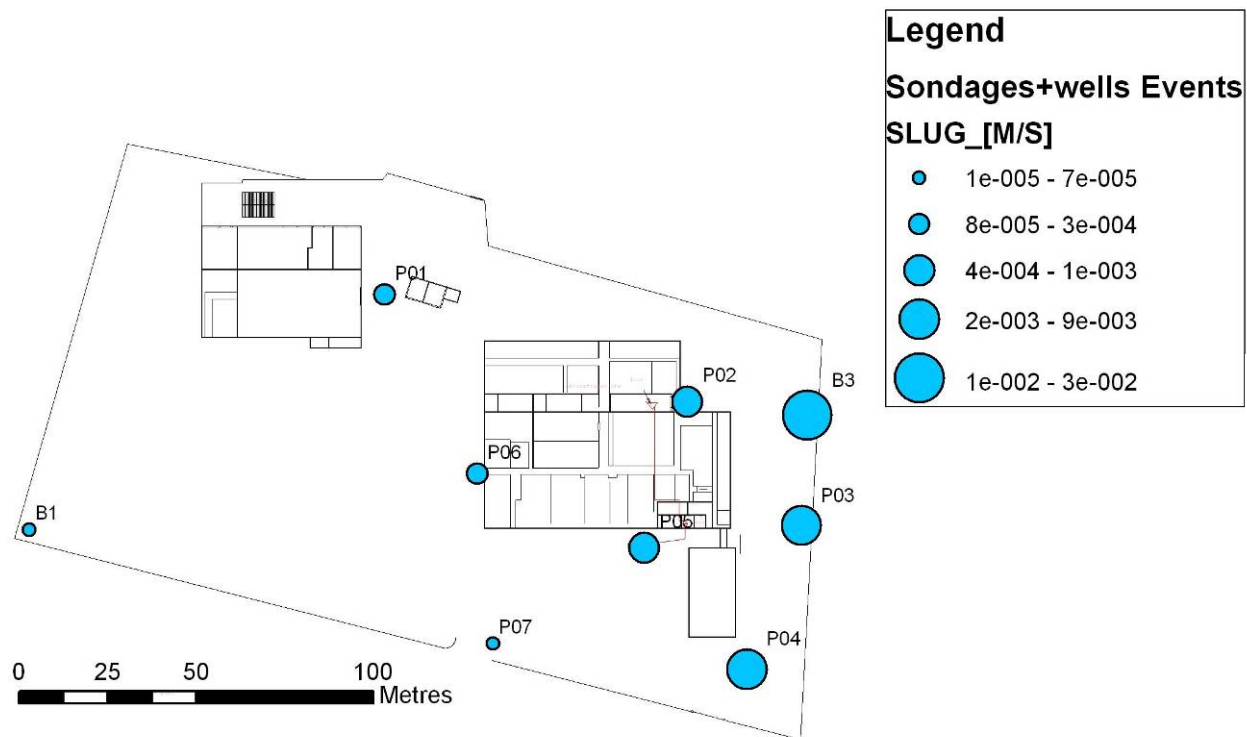 Legend
Sondages+wells Events
SLUG_[M/S]
1e-005 - 7e-005
8e-005 - 3e-004
4e-004 - 1e-003
2e-003 - 9e-003
1e-002 - 3e-002
P01
P02
B3
P06
P03
B1
P05
P07
P04
0 25 50 100
Metres